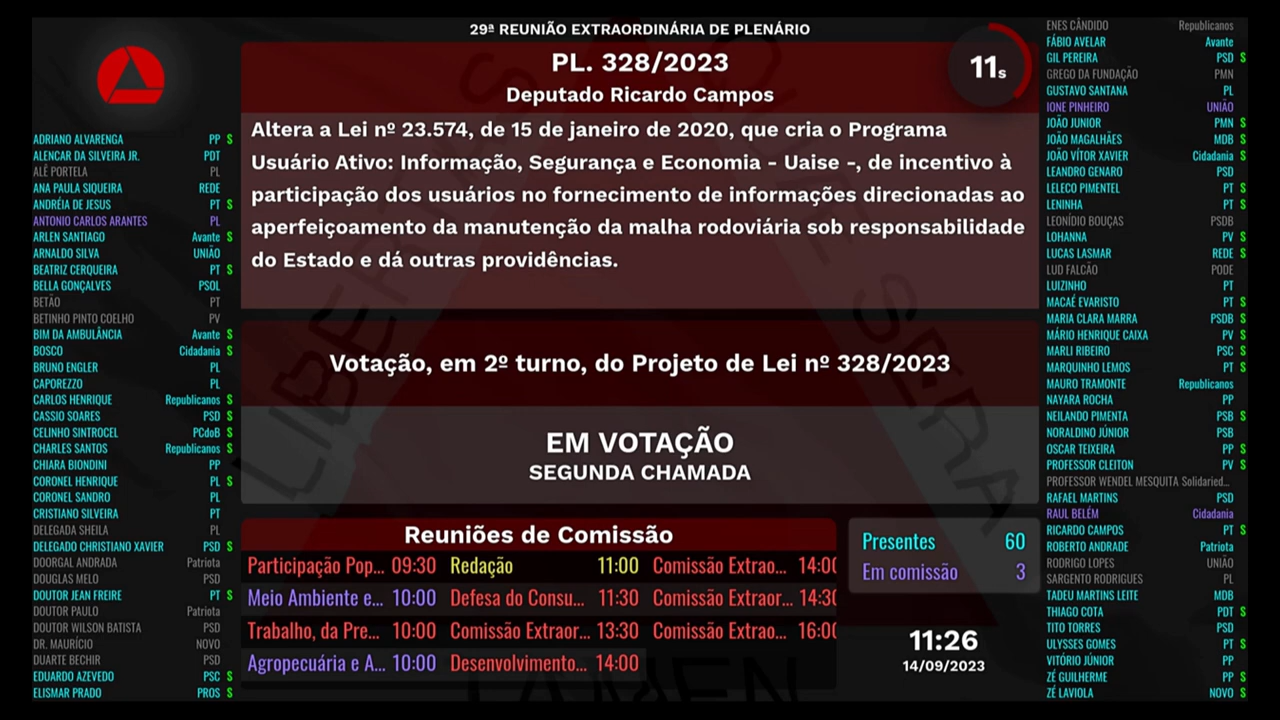 29ª REUNIÃO EXTRAORDINÁRIA DE PLENÁRIO
PL. 328/2023
Deputado Ricardo Campos
11s
Altera a Lei nº 23.574, de 15 de janeiro de 2020, que cria o Programa
Usuário Ativo: Informação, Segurança e Economia - Uaise -, de incentivo à
participação dos usuários no fornecimento de informações direcionadas ao
aperfeiçoamento da manutenção da malha rodoviária sob responsabilidade
do Estado e dá outras providências.
Votação, em 2º turno, do Projeto de Lei nº 328/2023
EM VOTAÇÃO
SEGUNDA CHAMADA
Reuniões de Comissão
Participação Pop... 09:30 Redação 11:00 Comissão Extrao... 14:00
Meio Ambiente e... 10:00 Defesa do Consu... 11:30 Comissão Extraor... 14:30
Trabalho, da Pre... 10:00 Comissão Extraor... 13:30 Comissão Extrao... 16:00
Agropecuária e A... 10:00 Desenvolvimento... 14:00
Presentes 60
Em comissão 3
11:26
14/09/2023
ADRIANO ALVARENGA PP S
ALENCAR DA SILVEIRA JR. PDT
ALÊ PORTELA PL
ANA PAULA SIQUEIRA REDE
ANDRÉIA DE JESUS PT S
ANTONIO CARLOS ARANTES PL
ARLEN SANTIAGO Avante S
ARNALDO SILVA UNIÃO
BEATRIZ CERQUEIRA PT S
BELLA GONÇALVES PSOL
BETÃO PT
BETINHO PINTO COELHO PV
BIM DA AMBULÂNCIA Avante S
BOSCO Cidadania S
BRUNO ENGLER PL
CAPOREZZO PL
CARLOS HENRIQUE Republicanos S
CASSIO SOARES PSD S
CELINHO SINTROCEL PCdoB S
CHARLES SANTOS Republicanos S
CHIARA BIONDINI PP
CORONEL HENRIQUE PL S
CORONEL SANDRO PL
CRISTIANO SILVEIRA PT
DELEGADA SHEILA PL
DELEGADO CHRISTIANO XAVIER PSD S
DOORGAL ANDRADA Patriota
DOUGLAS MELO PSD
DOUTOR JEAN FREIRE PT S
DOUTOR PAULO Patriota
DOUTOR WILSON BATISTA PSD
DR. MAURÍCIO NOVO
DUARTE BECHIR PSD
EDUARDO AZEVEDO PSC S
ELISMAR PRADO PROS S
ENES CÂNDIDO Republicanos
FÁBIO AVELAR Avante
GIL PEREIRA PSD S
GREGO DA FUNDAÇÃO PMN
GUSTAVO SANTANA PL
IONE PINHEIRO UNIÃO
JOÃO JUNIOR PMN S
JOÃO MAGALHÃES MDB S
JOÃO VÍTOR XAVIER Cidadania S
LEANDRO GENARO PSD
LELECO PIMENTEL PT S
LENINHA PT S
LEONÍDIO BOUÇAS PSDB
LOHANNA PV S
LUCAS LASMAR REDE S
LUD FALCÃO PODE
LUIZINHO PT
MACAÉ EVARISTO PT S
MARIA CLARA MARRA PSDB S
MÁRIO HENRIQUE CAIXA PV S
MARLI RIBEIRO PSC S
MARQUINHO LEMOS PT S
MAURO TRAMONTE Republicanos
NAYARA ROCHA PP
NEILANDO PIMENTA PSB S
NORALDINO JÚNIOR PSB
OSCAR TEIXEIRA PP S
PROFESSOR CLEITON PV S
PROFESSOR WENDEL MESQUITA Solidaried...
RAFAEL MARTINS PSD
RAUL BELÉM Cidadania
RICARDO CAMPOS PT S
ROBERTO ANDRADE Patriota
RODRIGO LOPES UNIÃO
SARGENTO RODRIGUES PL
TADEU MARTINS LEITE MDB
THIAGO COTA PDT S
TITO TORRES PSD
ULYSSES GOMES PT S
VITÓRIO JÚNIOR PP
ZÉ GUILHERME PP S
ZÉ LAVIOLA NOVO S